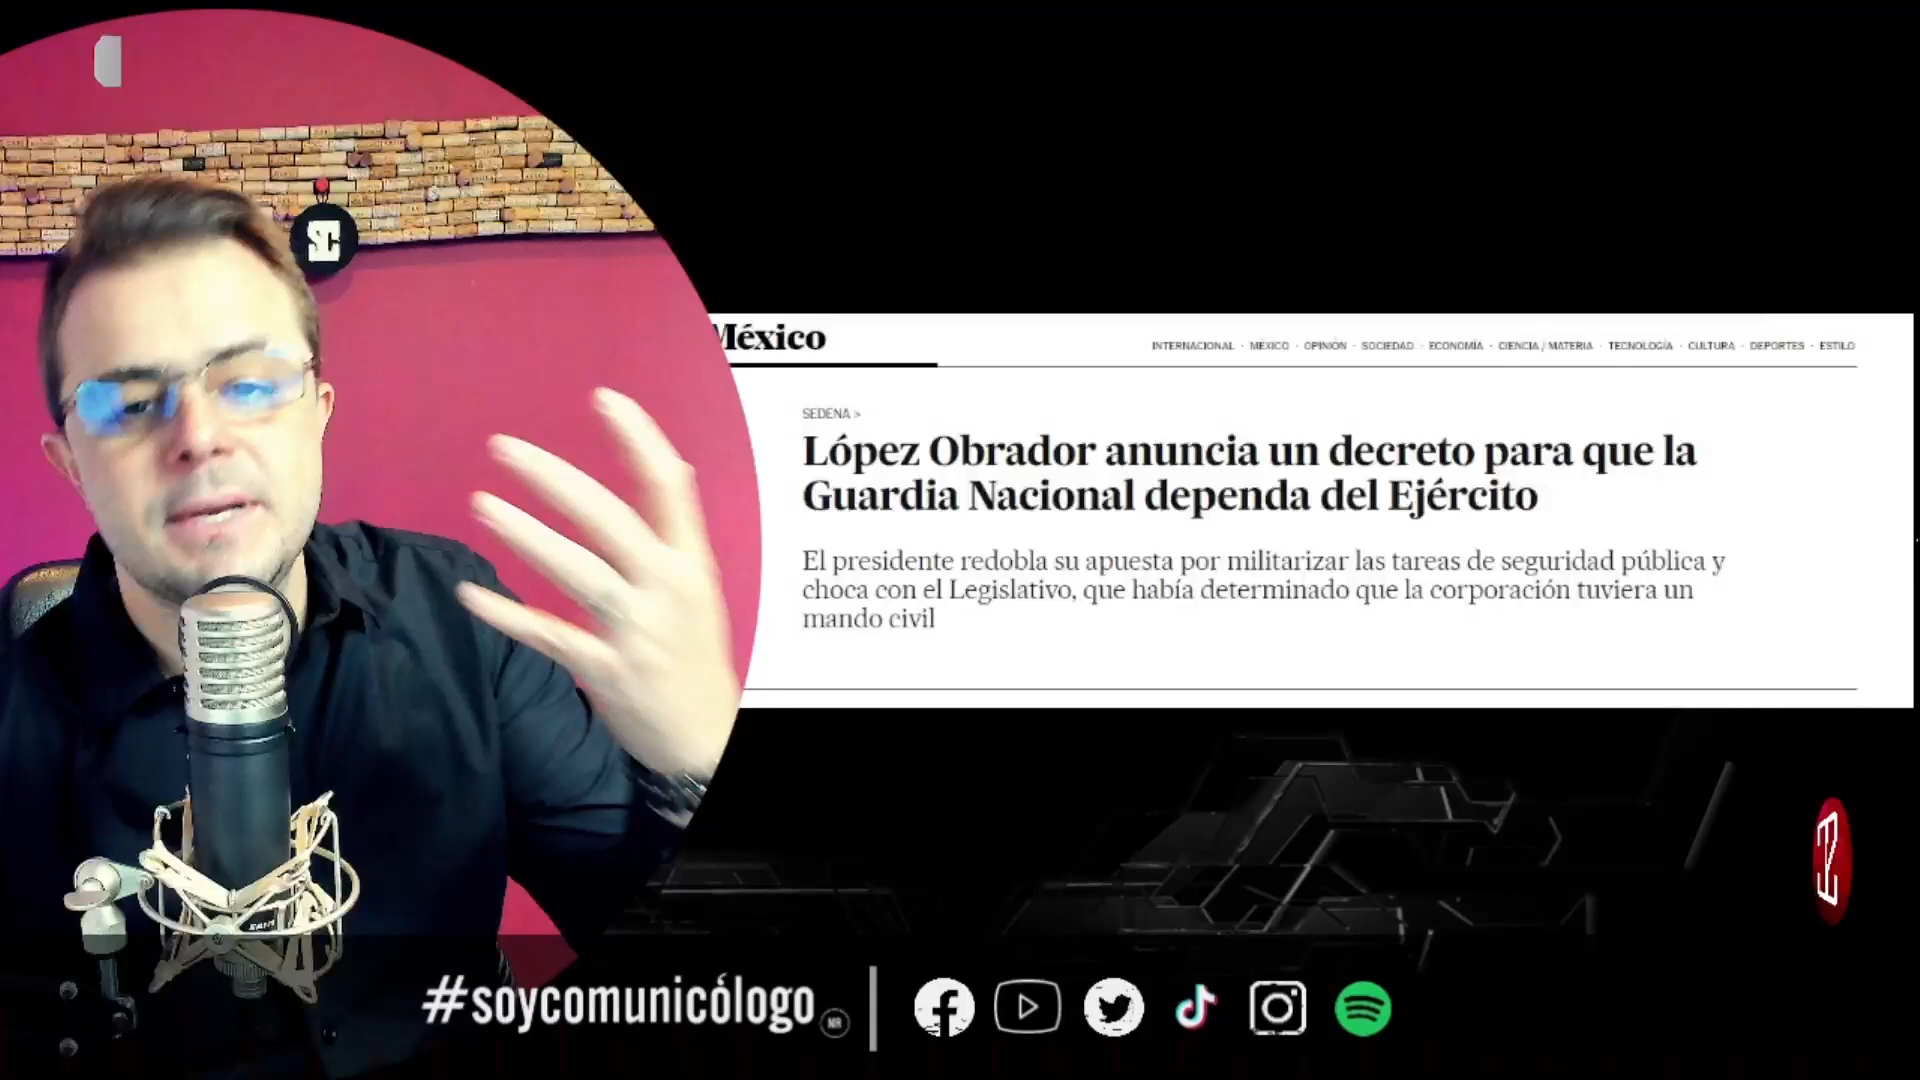 SC
México
INTERNACIONAL · MÉXICO · OPINIÓN · SOCIEDAD · ECONOMÍA · CIENCIA / MATERIA · TECNOLOGÍA · CULTURA · DEPORTES · ESTILO
SEDENA >
López Obrador anuncia un decreto para que la
Guardia Nacional dependa del Ejército
El presidente redobla su apuesta por militarizar las tareas de seguridad pública y
choca con el Legislativo, que había determinado que la corporación tuviera un
mando civil
#soycomunicólogo
MR